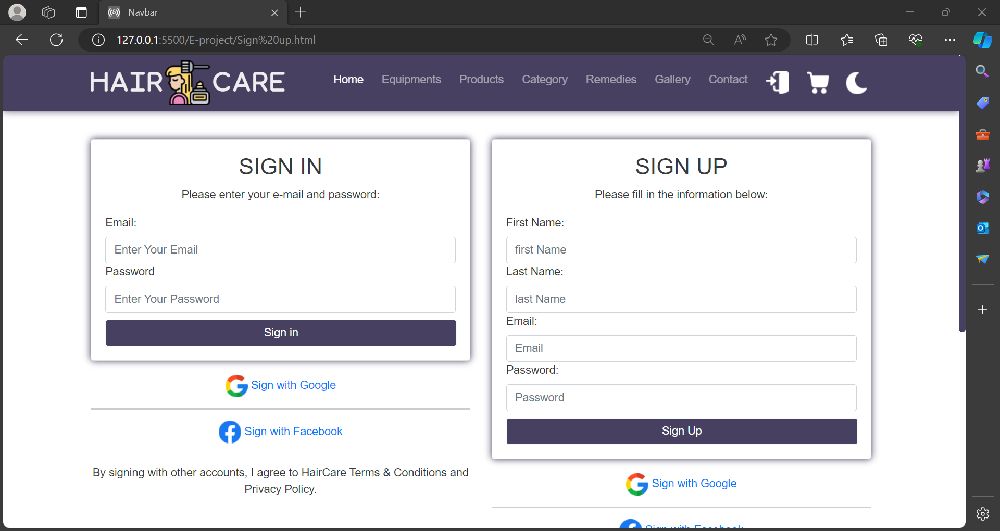 Navbar
127.0.0.1:5500/E-project/Sign%20up.html
HAIR CARE
Home Equipments Products Category Remedies Gallery Contact
SIGN IN
Please enter your e-mail and password:
Email:
Enter Your Email
Password
Enter Your Password
Sign in
Sign with Google
Sign with Facebook
By signing with other accounts, I agree to HairCare Terms & Conditions and
Privacy Policy.
SIGN UP
Please fill in the information below:
First Name:
first Name
Last Name:
last Name
Email:
Email
Password:
Password
Sign Up
Sign with Google
Sign with Facebook